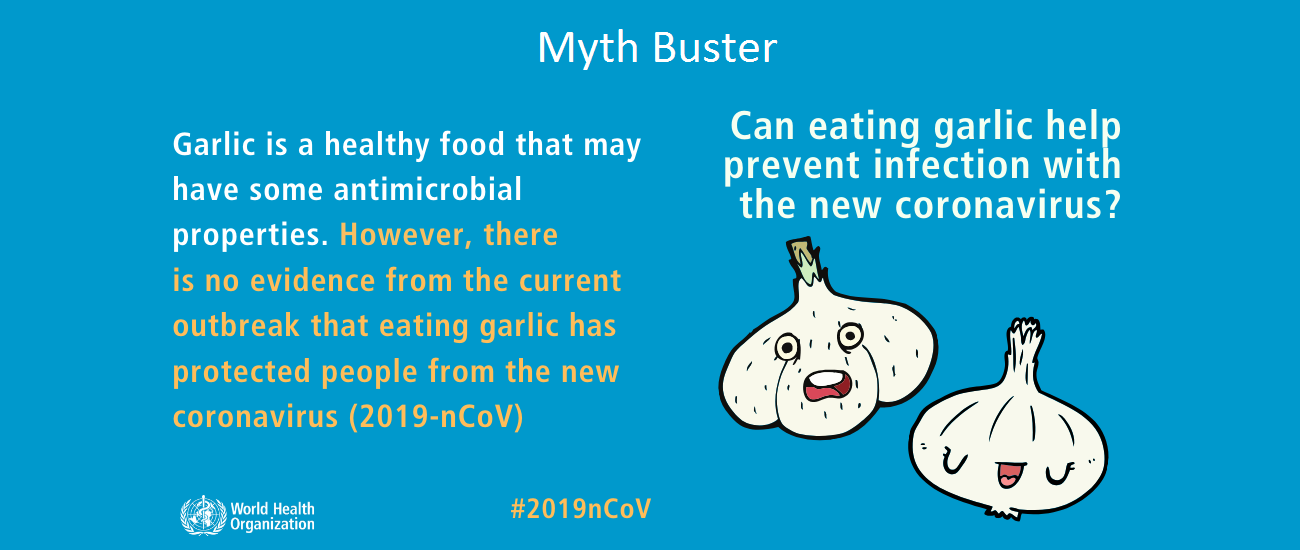 Myth Buster
Can eating garlic help
prevent infection with
the new coronavirus?
Garlic is a healthy food that may
have some antimicrobial
properties. However, there
is no evidence from the current
outbreak that eating garlic has
protected people from the new
coronavirus (2019-nCoV)
World Health
Organization
#2019nCoV